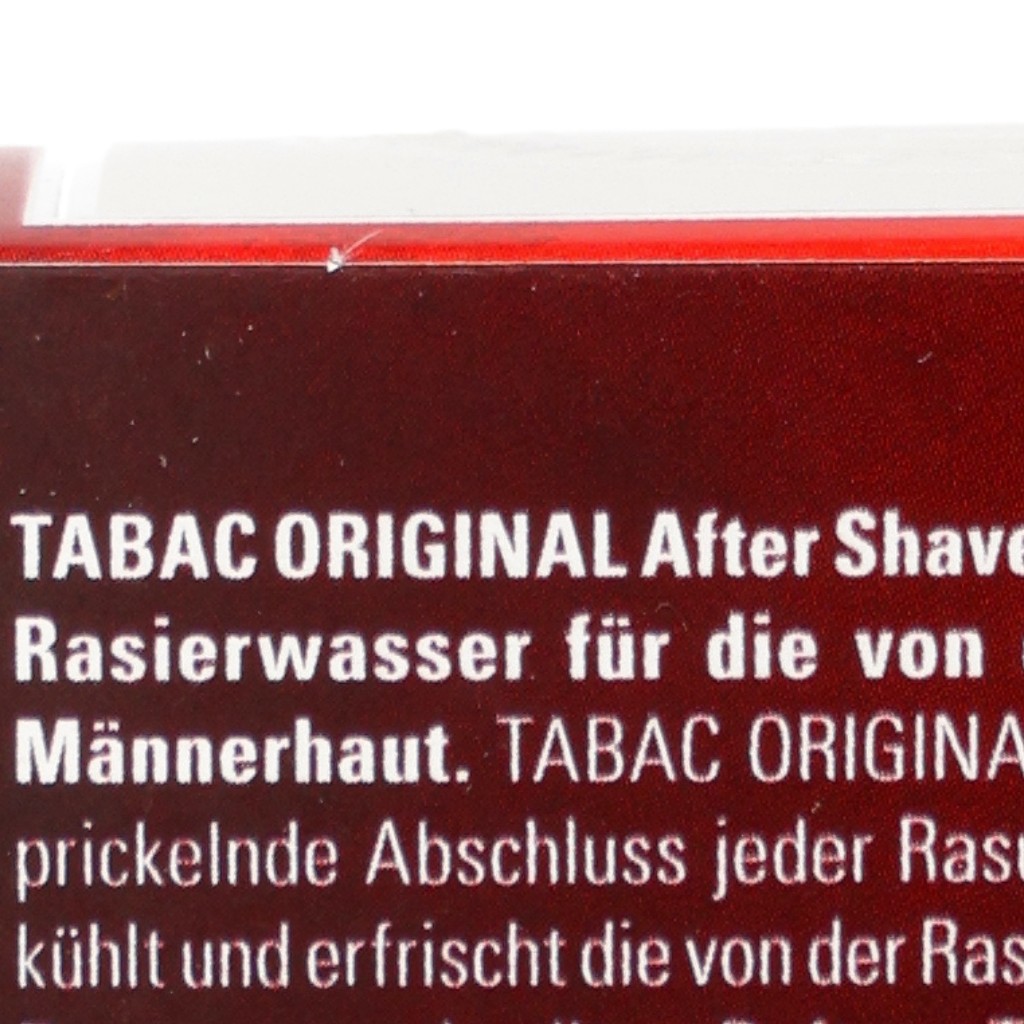 TABAC ORIGINAL After Shave
Rasierwasser für die von
Männerhaut. TABAC ORIGINA
prickelnde Abschluss jeder Rasu
kühlt und erfrischt die von der Ras